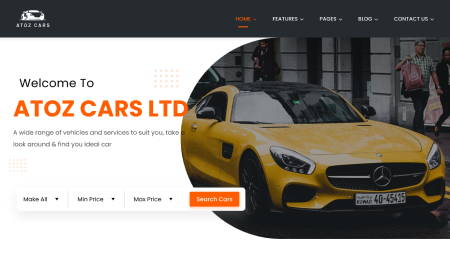 ATOZ CARS
HOME FEATURES PAGES BLOG CONTACT US
Welcome To
ATOZ CARS LTD
A wide range of vehicles and services to suit you, take a
look around & find you ideal car
Make All Min Price Max Price Search Cars
KUWAIT 40-45415